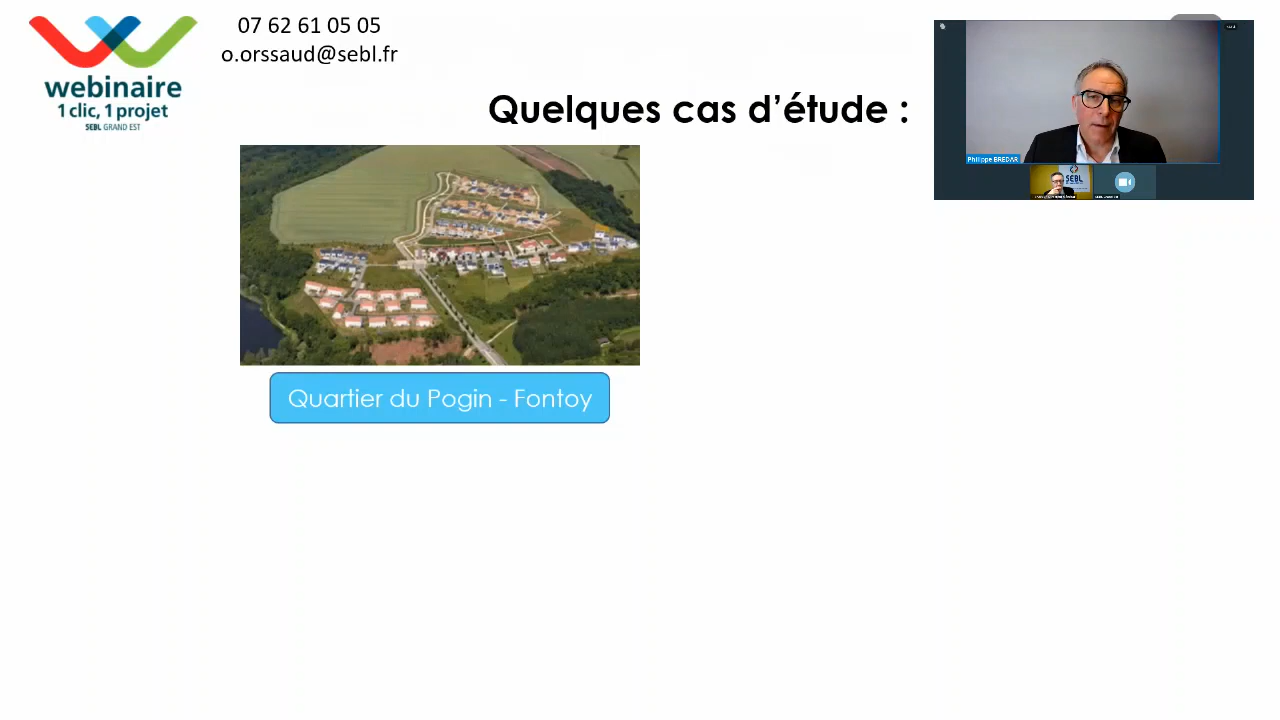 07 62 61 05 05
o.orssaud@sebl.fr
webinaire
1 clic, 1 projet
SEBL GRAND EST
Quelques cas d'étude :
Philippe BREDAR
SEBL
Quartier du Pogin - Fontoy